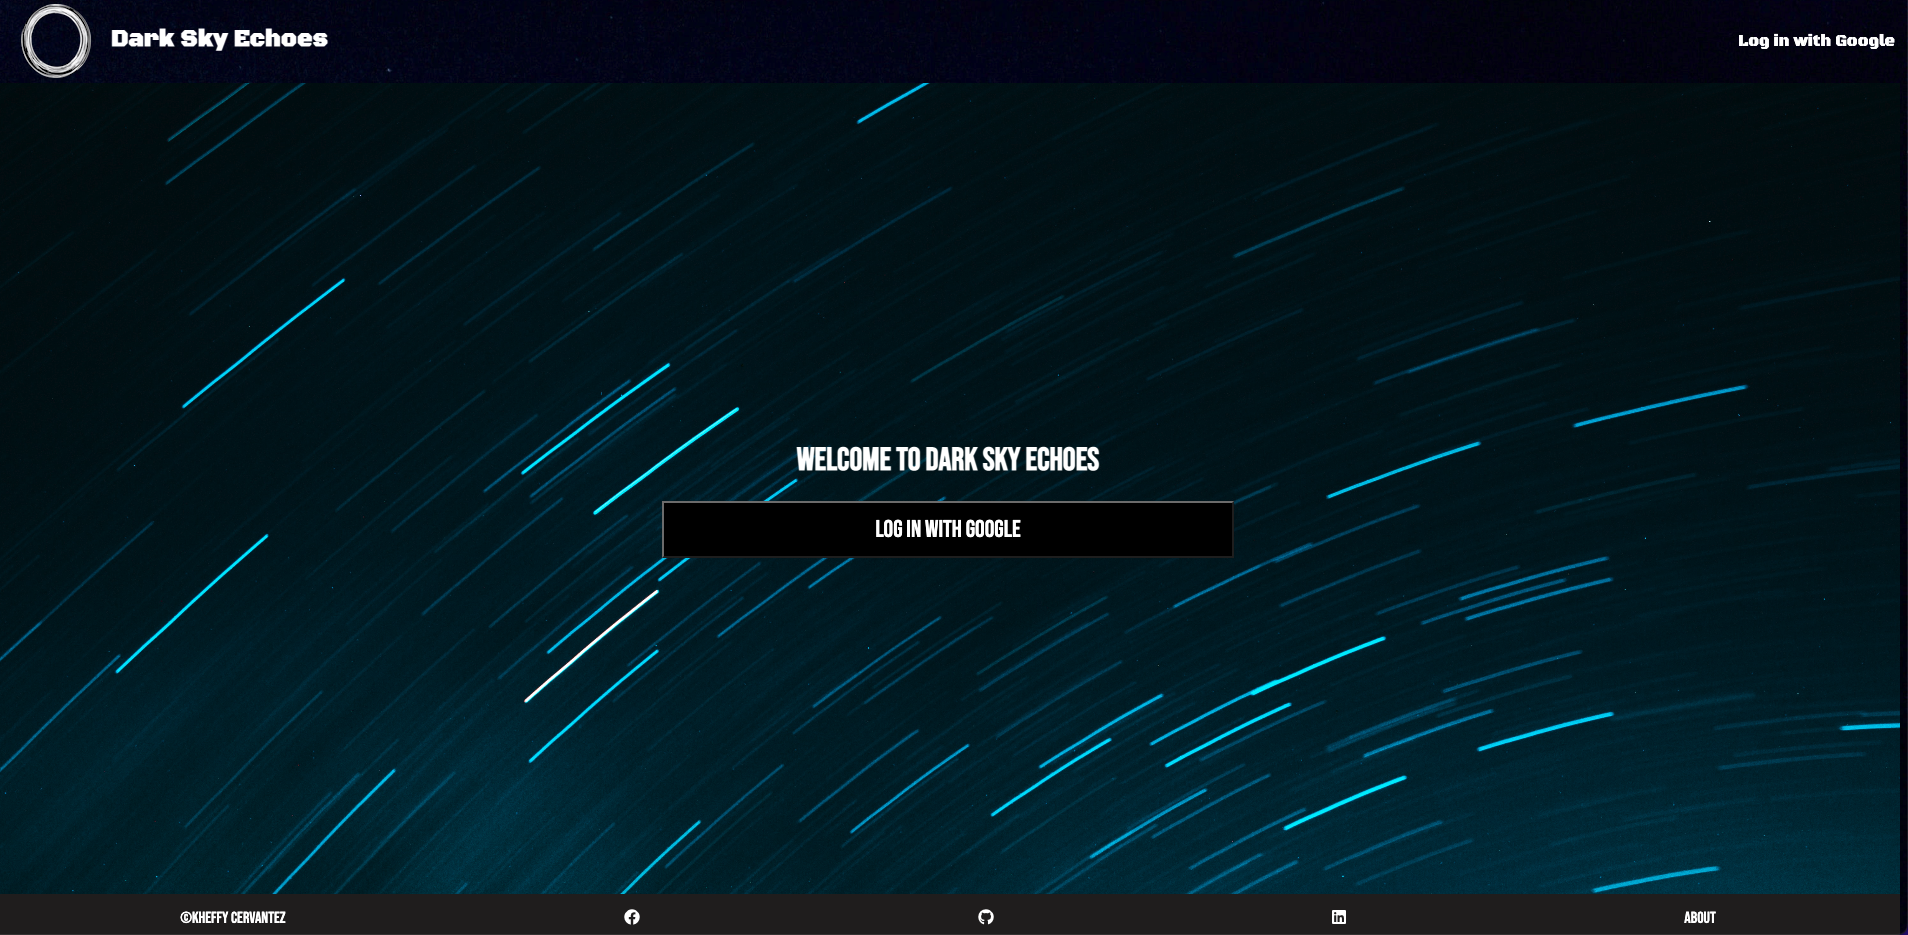 Dark Sky Echoes
Log in with Google
WELCOME TO DARK SKY ECHOES
LOG IN WITH GOOGLE
©KHEFFY CERVANTEZ
ABOUT